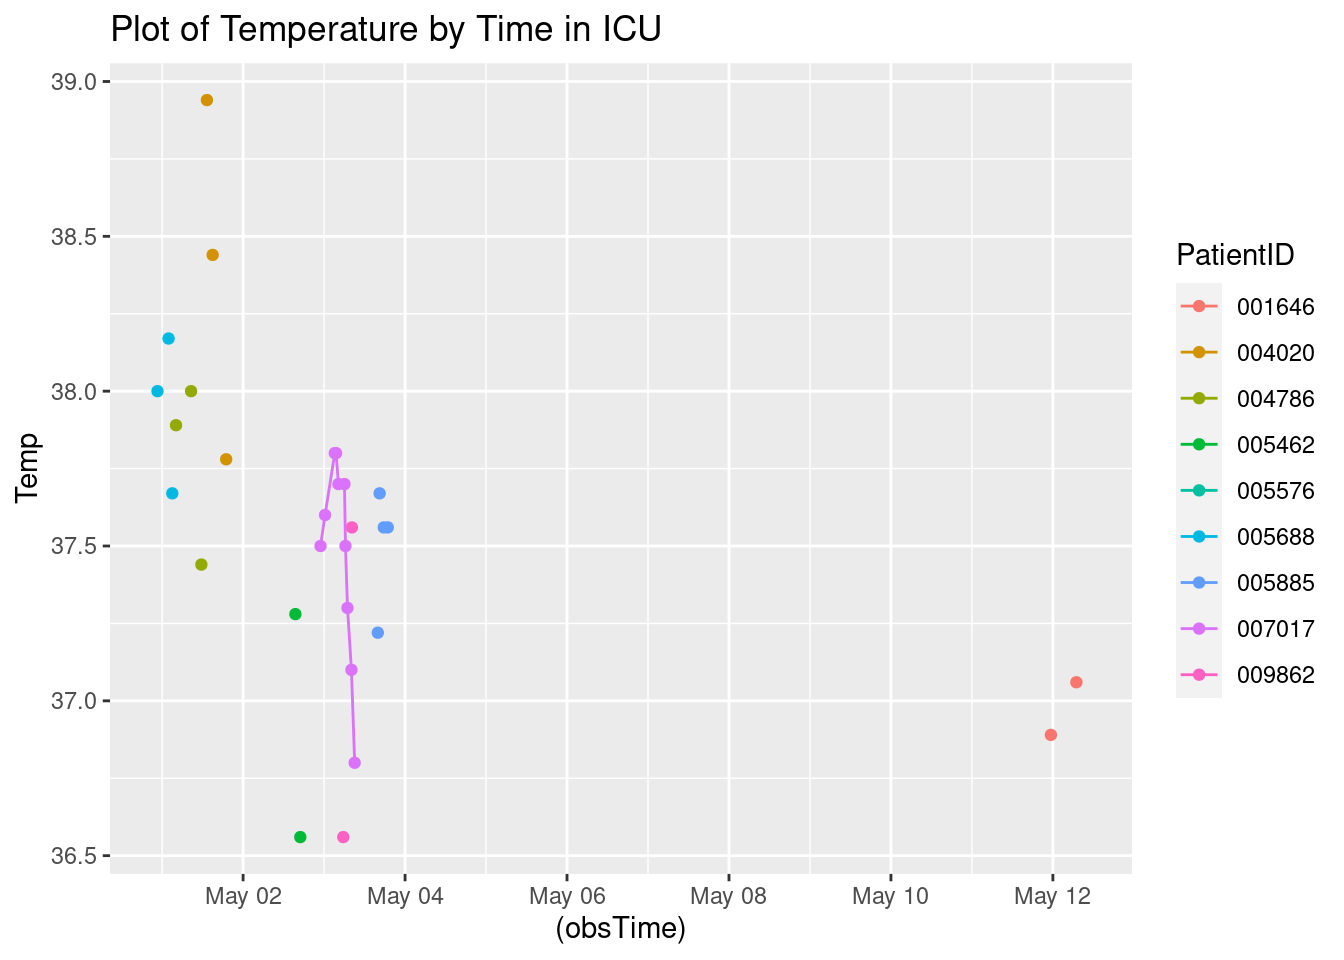 Plot of Temperature by Time in ICU
39.0
38.5
38.0
37.5
37.0
36.5
Temp
May 02
May 04
May 06
May 08
May 10
May 12
(obsTime)
PatientID
001646
004020
004786
005462
005576
005688
005885
007017
009862